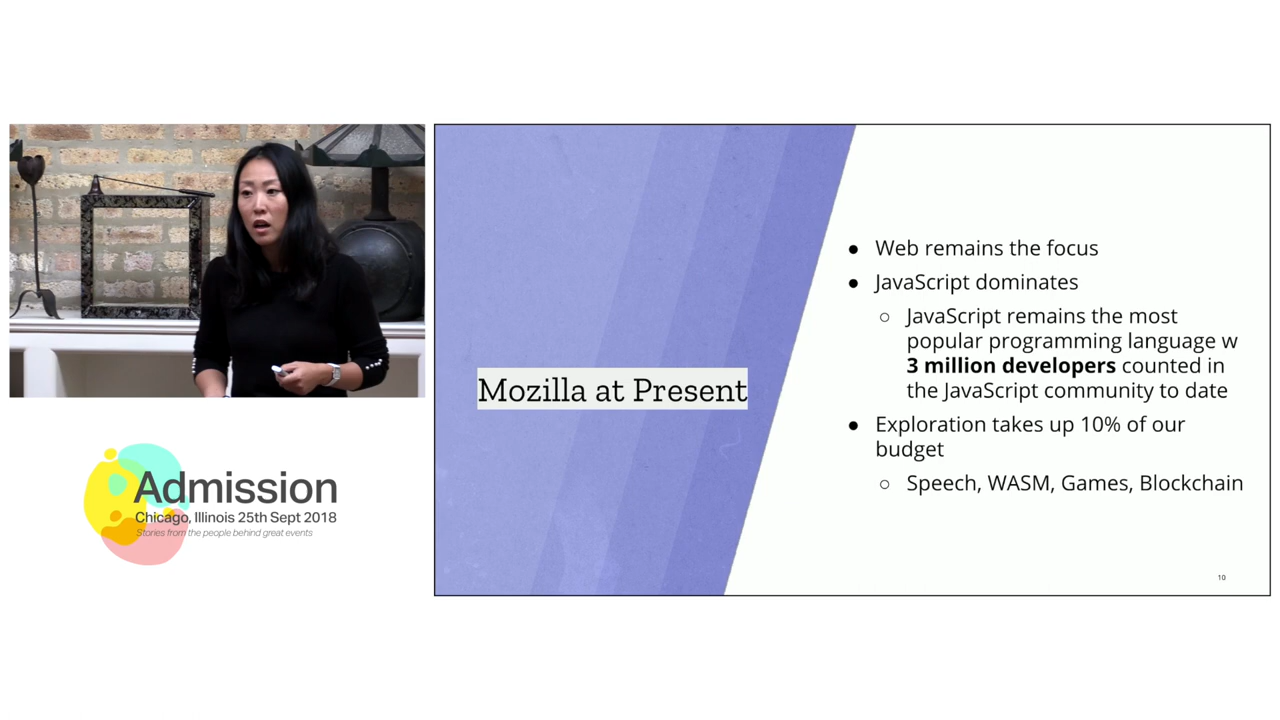 Admission
Chicago, Illinois 25th Sept 2018
Stories from the people behind great events
Mozilla at Present
● Web remains the focus
● JavaScript dominates
○ JavaScript remains the most
popular programming language w
3 million developers counted in
the JavaScript community to date
● Exploration takes up 10% of our
budget
○ Speech, WASM, Games, Blockchain
10